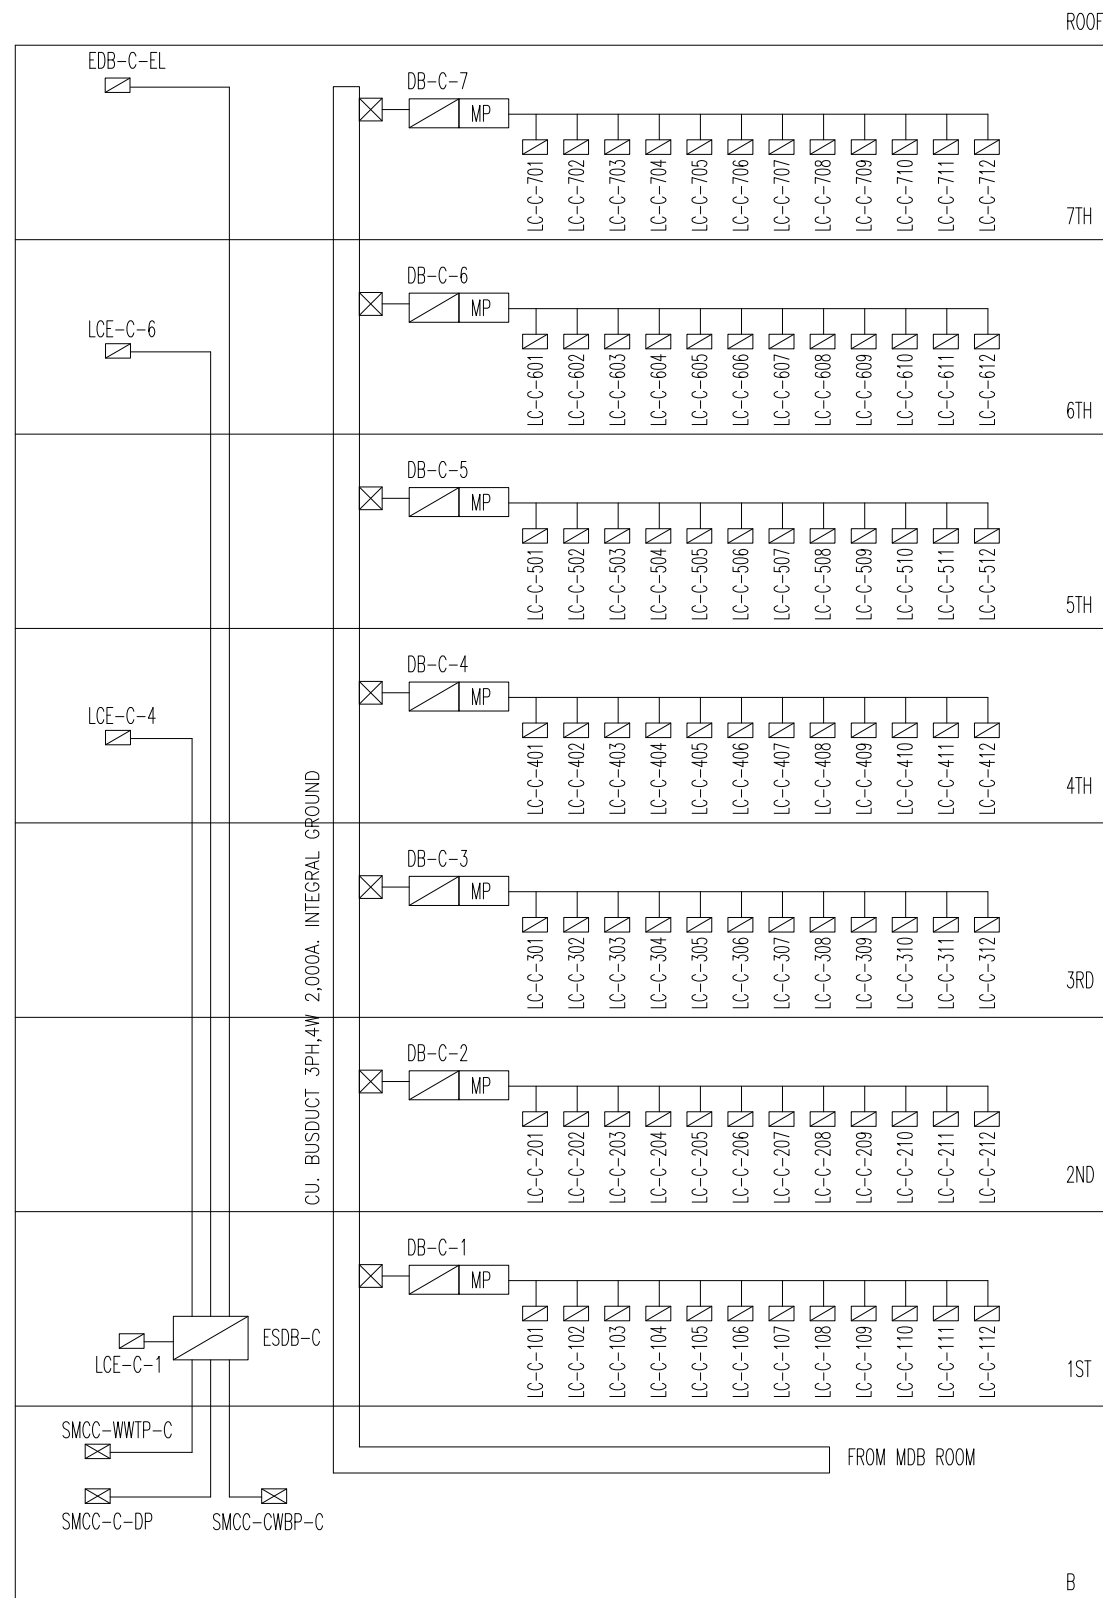 ROOF
EDB-C-EL
DB-C-7
MP
LC-C-701
LC-C-702
LC-C-703
LC-C-704
LC-C-705
LC-C-706
LC-C-707
LC-C-708
LC-C-709
LC-C-710
LC-C-711
LC-C-712
7TH
LCE-C-6
DB-C-6
MP
LC-C-601
LC-C-602
LC-C-603
LC-C-604
LC-C-605
LC-C-606
LC-C-607
LC-C-608
LC-C-609
LC-C-610
LC-C-611
LC-C-612
6TH
DB-C-5
MP
LC-C-501
LC-C-502
LC-C-503
LC-C-504
LC-C-505
LC-C-506
LC-C-507
LC-C-508
LC-C-509
LC-C-510
LC-C-511
LC-C-512
5TH
LCE-C-4
DB-C-4
MP
LC-C-401
LC-C-402
LC-C-403
LC-C-404
LC-C-405
LC-C-406
LC-C-407
LC-C-408
LC-C-409
LC-C-410
LC-C-411
LC-C-412
4TH
CU. BUSDUCT 3PH,4W 2,000A. INTEGRAL GROUND
DB-C-3
MP
LC-C-301
LC-C-302
LC-C-303
LC-C-304
LC-C-305
LC-C-306
LC-C-307
LC-C-308
LC-C-309
LC-C-310
LC-C-311
LC-C-312
3RD
DB-C-2
MP
LC-C-201
LC-C-202
LC-C-203
LC-C-204
LC-C-205
LC-C-206
LC-C-207
LC-C-208
LC-C-209
LC-C-210
LC-C-211
LC-C-212
2ND
DB-C-1
MP
LC-C-101
LC-C-102
LC-C-103
LC-C-104
LC-C-105
LC-C-106
LC-C-107
LC-C-108
LC-C-109
LC-C-110
LC-C-111
LC-C-112
1ST
ESDB-C
LCE-C-1
SMCC-WWTP-C
FROM MDB ROOM
SMCC-C-DP
SMCC-CWBP-C
B